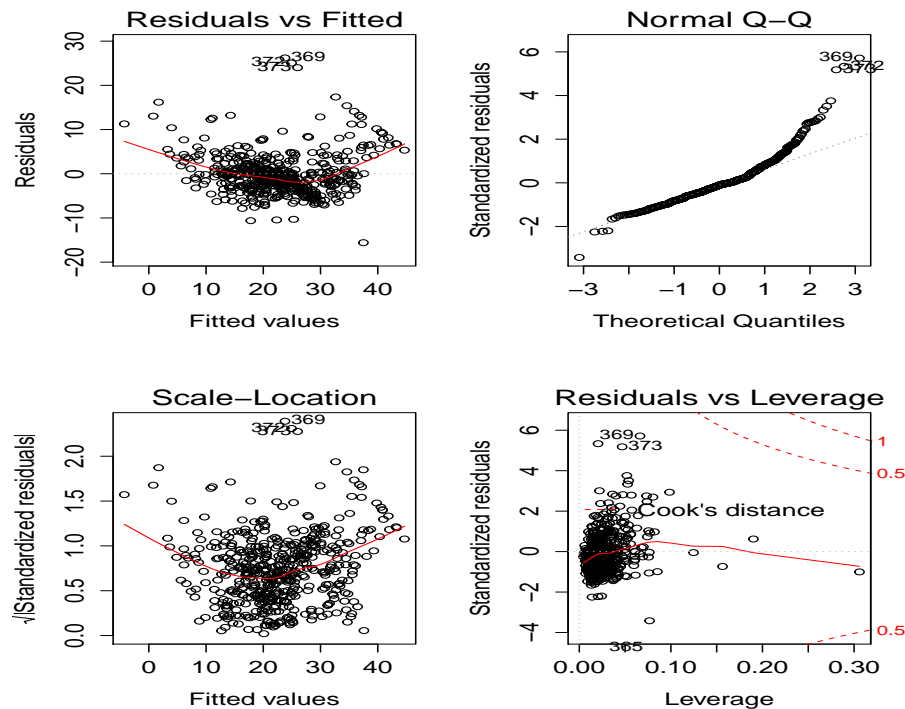 Residuals vs Fitted
Residuals
30
20
10
0
−10
−20
369
372
373
0 10 20 30 40
Fitted values
Normal Q−Q
Standardized residuals
6
4
2
0
−2
369
372
373
−3 −1 0 1 2 3
Theoretical Quantiles
Scale−Location
√|Standardized residuals|
2.0
1.5
1.0
0.5
0.0
369
372
373
0 10 20 30 40
Fitted values
Residuals vs Leverage
Standardized residuals
6
4
2
0
−2
−4
369
373
1
0.5
Cook's distance
0.5
365
0.00 0.10 0.20 0.30
Leverage